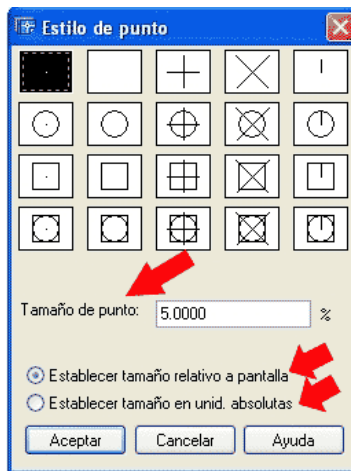 Estilo de punto
Tamaño de punto: 5.0000 %
Establecer tamaño relativo a pantalla
Establecer tamaño en unid. absolutas
Aceptar Cancelar Ayuda